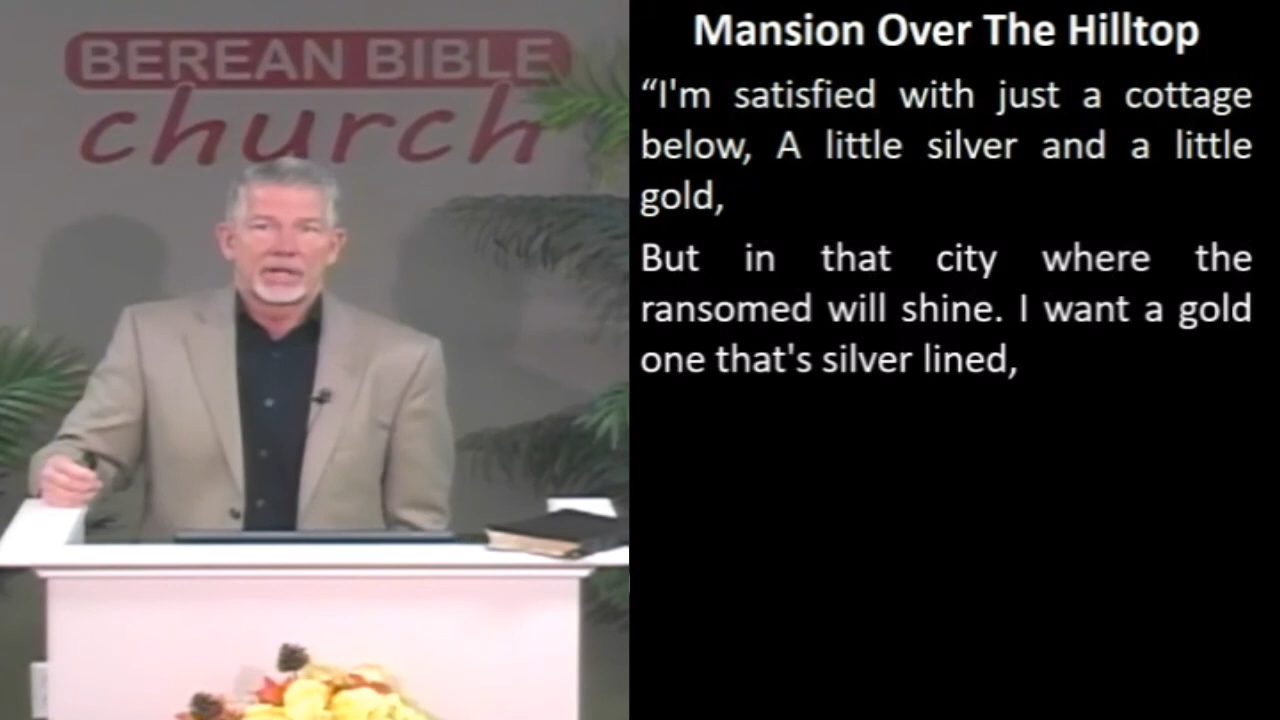 BEREAN BIBLE
church
Mansion Over The Hilltop
“I'm satisfied with just a cottage
below, A little silver and a little
gold,
But in that city where the
ransomed will shine. I want a gold
one that's silver lined,